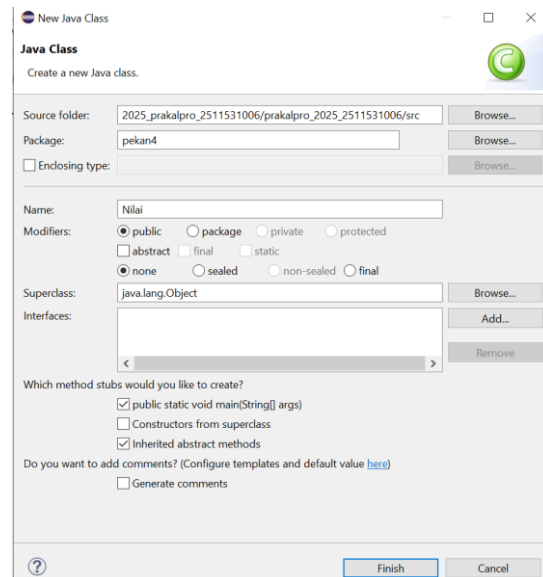 New Java Class
Java Class
Create a new Java class.
C
Source folder: 2025_prakalpro_2511531006/prakalpro_2025_2511531006/src Browse...
Package: pekan4 Browse...
Enclosing type: Browse...
Name: Nilai
Modifiers: public package private protected
abstract final static
none sealed non-sealed final
Superclass: java.lang.Object Browse...
Interfaces: Add...
Remove
Which method stubs would you like to create?
public static void main(String[] args)
Constructors from superclass
Inherited abstract methods
Do you want to add comments? (Configure templates and default value here)
Generate comments
? Finish Cancel